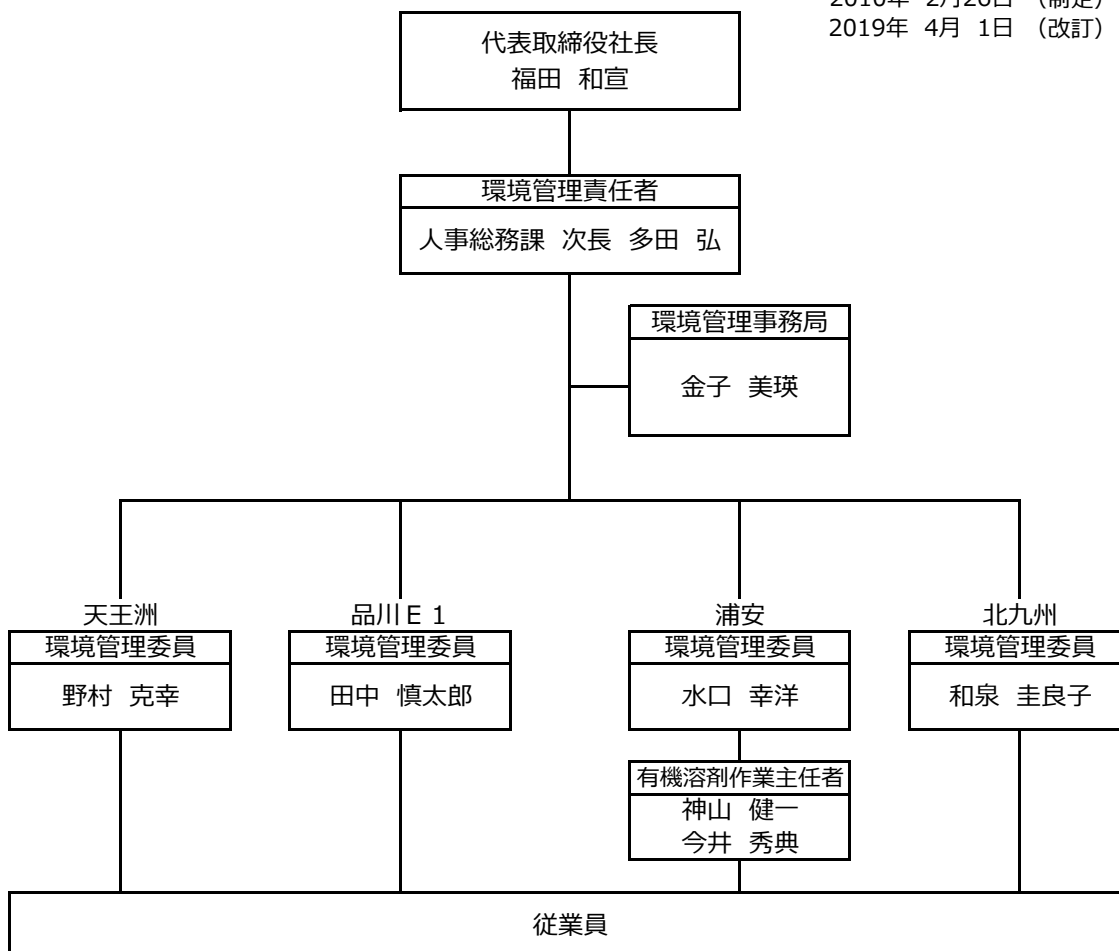 2019年 4月 1日 （改訂）
代表取締役社長
福田 和宣
環境管理責任者
人事総務課 次長 多田 弘
環境管理事務局
金子 美瑛
天王洲
環境管理委員
野村 克幸
品川Ｅ１
環境管理委員
田中 慎太郎
浦安
環境管理委員
水口 幸洋
有機溶剤作業主任者
神山 健一
今井 秀典
北九州
環境管理委員
和泉 圭良子
従業員